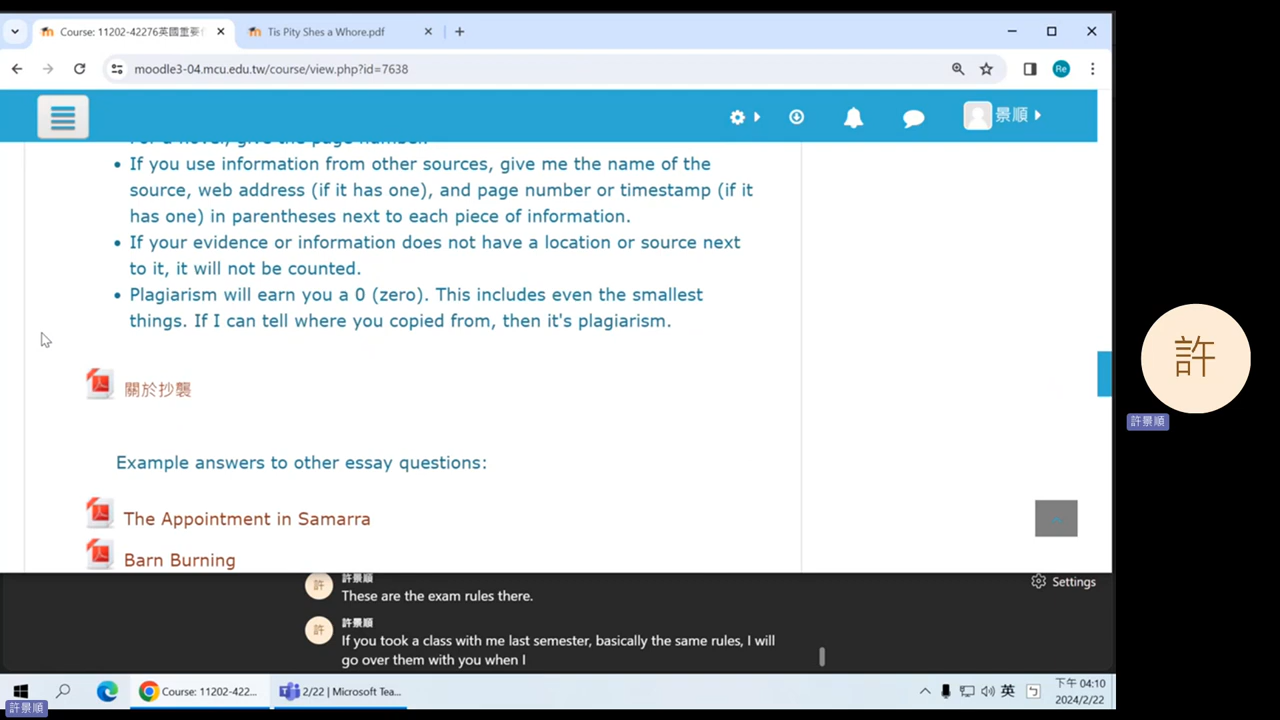 Course: 11202-42276英國重要
Tis Pity Shes a Whore.pdf
moodle3-04.mcu.edu.tw/course/view.php?id=7638
Re
景順
For a novel, give the page number.
If you use information from other sources, give me the name of the
source, web address (if it has one), and page number or timestamp (if it
has one) in parentheses next to each piece of information.
If your evidence or information does not have a location or source next
to it, it will not be counted.
Plagiarism will earn you a 0 (zero). This includes even the smallest
things. If I can tell where you copied from, then it's plagiarism.
關於抄襲
Example answers to other essay questions:
The Appointment in Samarra
Barn Burning
許
許景順
許
許景順
These are the exam rules there.
Settings
許
許景順
If you took a class with me last semester, basically the same rules, I will
go over them with you when I
Course: 11202-422...
2/22 | Microsoft Tea...
英
ㄅ
下午 04:10
2024/2/22
許景順